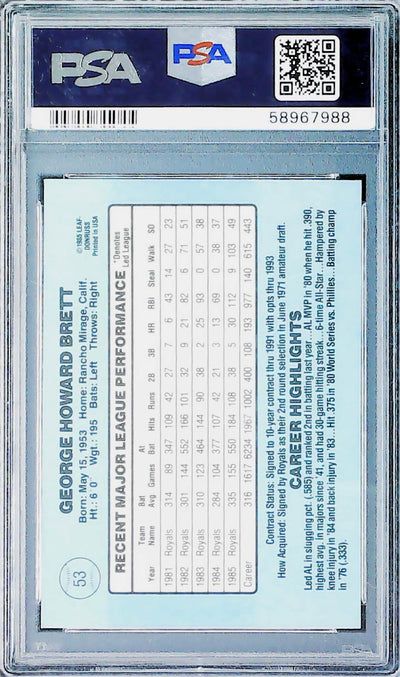 PSA
PSA
58967988
53
© 1985 LEAF-
DONRUSS
Printed in USA
GEORGE HOWARD BRETT
Born: May 15, 1953 Home: Rancho Mirage, Calif.
Ht.: 6'0" Wgt.: 195 Bats: Left Throws: Right
RECENT MAJOR LEAGUE PERFORMANCE *Denotes Led League
Year Team Name Bat Avg. Games At Bat Hits Runs 2B 3B HR RBI Steal Walk SO
1981 Royals .314 89 347 109 42 27 7 6 43 14 27 23
1982 Royals .301 144 552 166 101 32 9 21 82 6 71 51
1983 Royals .310 123 464 144 90 38 2 25 93 0 57 38
1984 Royals .284 104 377 107 42 21 3 13 69 0 38 37
1985 Royals .335 155 550 184 108 38 5 30 112 9 103 49
Career .316 1617 6234 1967 1002 400 108 193 977 140 615 443
Contract Status: Signed to 10-year contract thru 1991 with opts thru 1993
How Acquired: Signed by Royals as their 2nd round selection in June 1971 amateur draft.
CAREER HIGHLIGHTS
Led AL in slugging pct. (.585) and ranked 2nd in batting last year...AL MVP in '80 when he hit .390,
highest avg. in majors since '41, and had 30-game hitting streak... 6-time All-Star...Hampered by
knee injury in '84 and back injury in '83... Hit .375 in '80 World Series vs. Phillies... Batting champ
in '76 (.333).